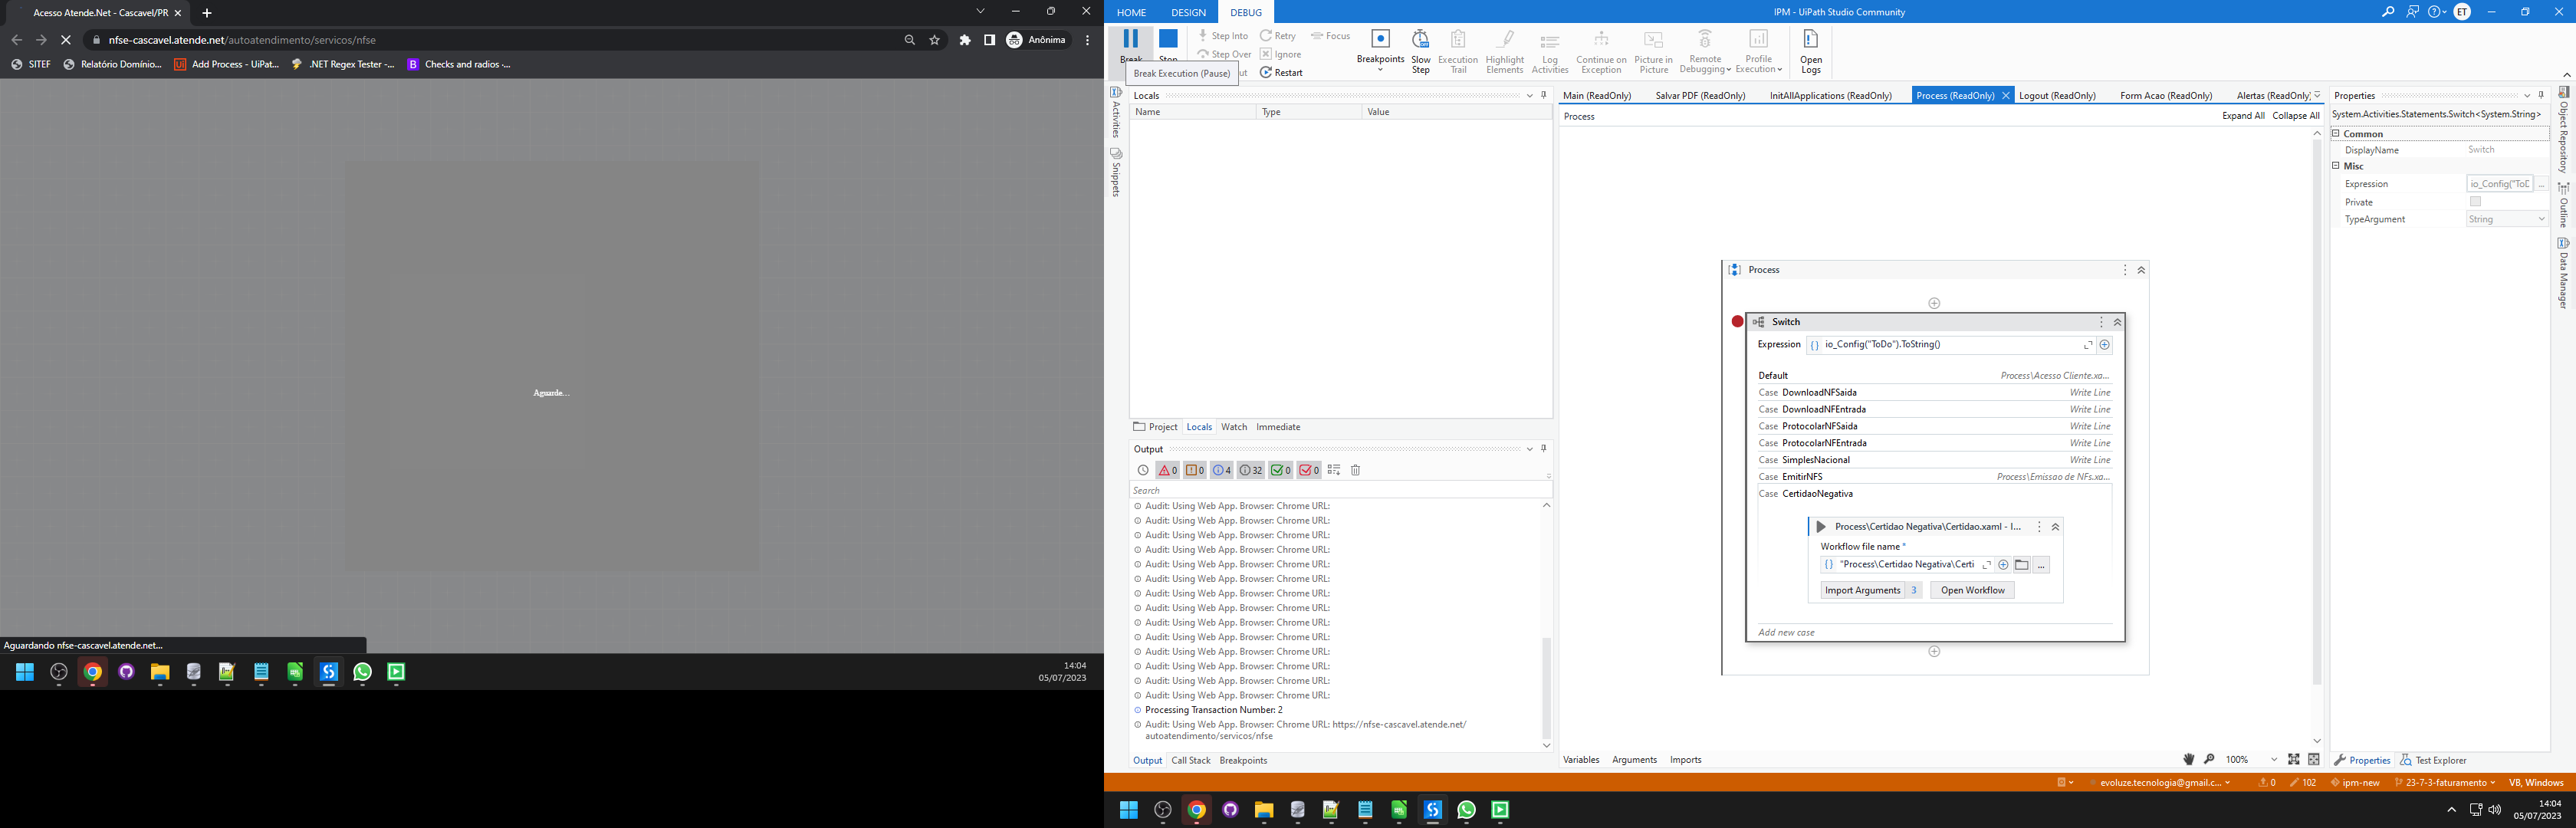 Acesso Atende.Net - Cascavel/PR
nfse-cascavel.atende.net/autoatendimento/servicos/nfse
Anônima
SITEF
Relatório Domínio...
Add Process - UiPat...
.NET Regex Tester -...
Checks and radios ·...
Aguarde...
Aguardando nfse-cascavel.atende.net...
14:04
05/07/2023
HOME DESIGN DEBUG
IPM - UiPath Studio Community
ET
Break
Stop
Step Into
Step Over
ut
Retry
Ignore
Restart
Focus
Breakpoints
Slow Step
Execution Trail
Highlight Elements
Log Activities
Continue on Exception
Picture in Picture
Remote Debugging
Profile Execution
Open Logs
Break Execution (Pause)
Activities
Snippets
Locals
Name Type Value
Project Locals Watch Immediate
Output
0 0 4 32 0 0
Search
Audit: Using Web App. Browser: Chrome URL:
Audit: Using Web App. Browser: Chrome URL:
Audit: Using Web App. Browser: Chrome URL:
Audit: Using Web App. Browser: Chrome URL:
Audit: Using Web App. Browser: Chrome URL:
Audit: Using Web App. Browser: Chrome URL:
Audit: Using Web App. Browser: Chrome URL:
Audit: Using Web App. Browser: Chrome URL:
Audit: Using Web App. Browser: Chrome URL:
Audit: Using Web App. Browser: Chrome URL:
Audit: Using Web App. Browser: Chrome URL:
Audit: Using Web App. Browser: Chrome URL:
Audit: Using Web App. Browser: Chrome URL:
Audit: Using Web App. Browser: Chrome URL:
Processing Transaction Number: 2
Audit: Using Web App. Browser: Chrome URL: https://nfse-cascavel.atende.net/
autoatendimento/servicos/nfse
Output Call Stack Breakpoints
Main (ReadOnly) Salvar PDF (ReadOnly) InitAllApplications (ReadOnly) Process (ReadOnly) Logout (ReadOnly) Form Acao (ReadOnly) Alertas (ReadOnly)
Process
Expand All Collapse All
Process
Switch
Expression io_Config("ToDo").ToString()
Default Process\Acesso Cliente.xa...
Case DownloadNFSaida Write Line
Case DownloadNFEntrada Write Line
Case ProtocolarNFSaida Write Line
Case ProtocolarNFEntrada Write Line
Case SimplesNacional Write Line
Case EmitirNFS Process\Emissao de NFs.xa...
Case CertidaoNegativa
Process\Certidao Negativa\Certidao.xaml - I...
Workflow file name *
"Process\Certidao Negativa\Certi
...
Import Arguments 3 Open Workflow
Add new case
Variables Arguments Imports
100%
Properties
System.Activities.Statements.Switch<System.String>
Common
DisplayName Switch
Misc
Expression io_Config("ToD ...
Private
TypeArgument String
Properties Test Explorer
Object Repository
Outline
Data Manager
evoluze.tecnologia@gmail.c...
0
102
ipm-new
23-7-3-faturamento
VB, Windows
14:04
05/07/2023